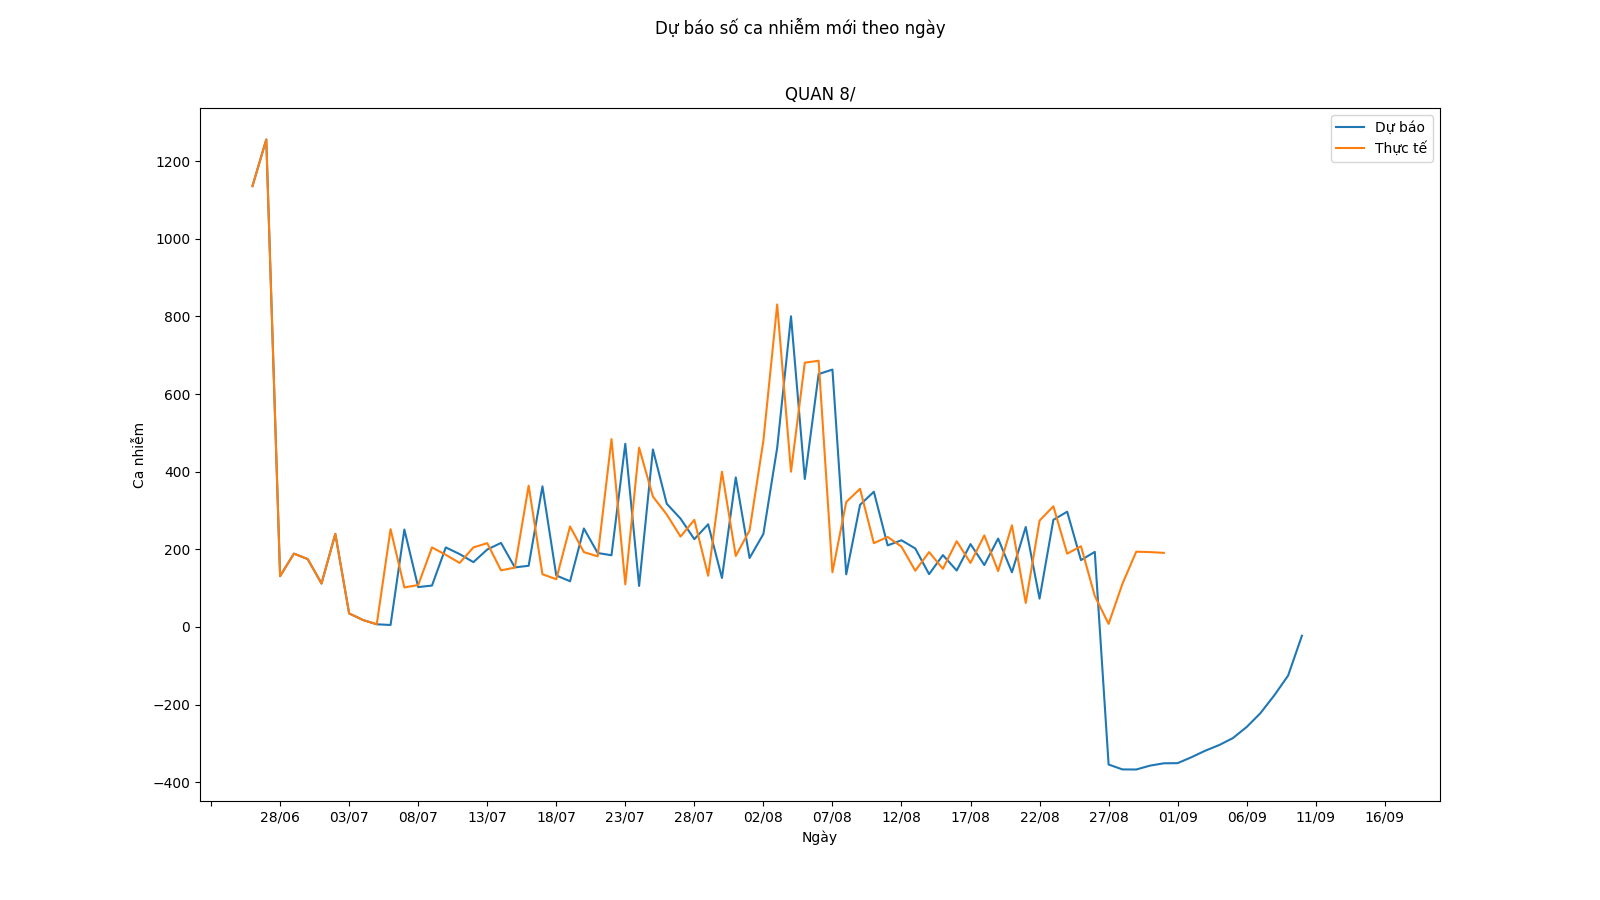 Dự báo số ca nhiễm mới theo ngày
QUAN 8/
Dự báo
Thực tế
Ca nhiễm
1200
1000
800
600
400
200
0
−200
−400
28/06 03/07 08/07 13/07 18/07 23/07 28/07 02/08 07/08 12/08 17/08 22/08 27/08 01/09 06/09 11/09 16/09
Ngày